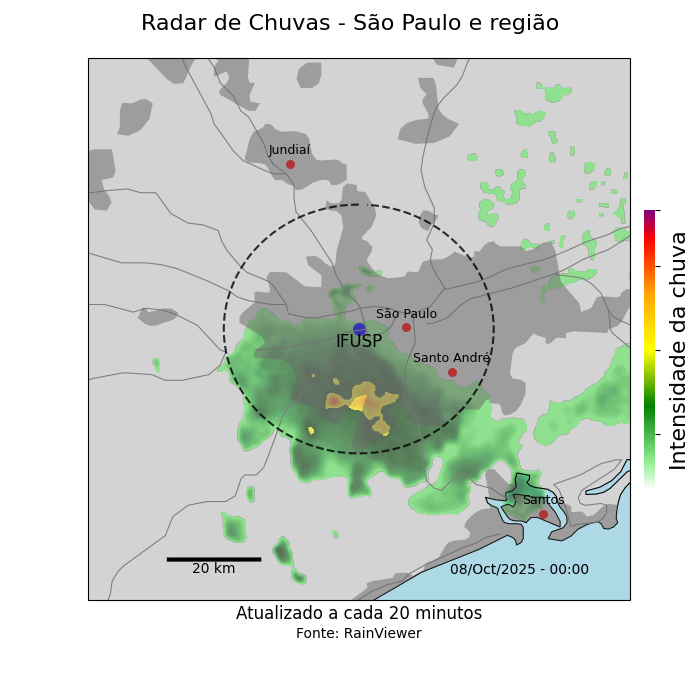 Radar de Chuvas - São Paulo e região
Jundiaí
São Paulo
IFUSP
Santo André
Santos
20 km
08/Oct/2025 - 00:00
Intensidade da chuva
Atualizado a cada 20 minutos
Fonte: RainViewer